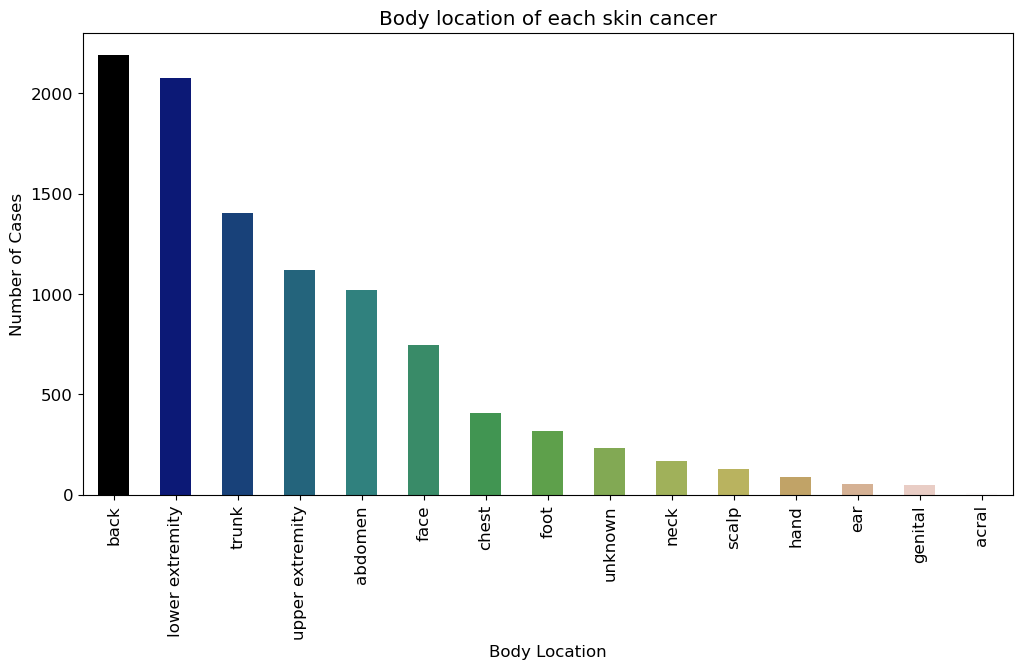 Body location of each skin cancer
Number of Cases
2000
1500
1000
500
0
back
lower extremity
trunk
upper extremity
abdomen
face
chest
foot
unknown
neck
scalp
hand
ear
genital
acral
Body Location